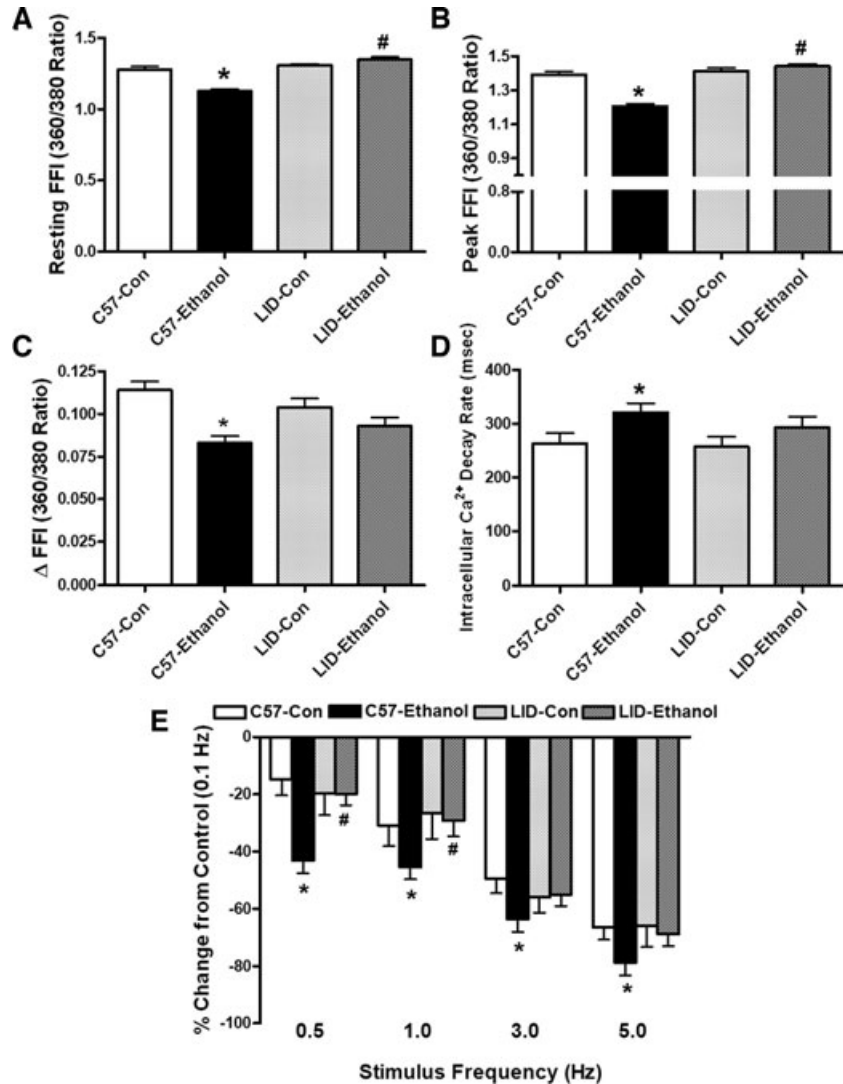 A
Resting FFI (360/380 Ratio)
1.5
1.0
0.5
0.0
*
#
C57-Con
C57-Ethanol
LID-Con
LID-Ethanol
B
Peak FFI (360/380 Ratio)
1.5
1.3
1.1
0.9
0.8
0.0
*
#
C57-Con
C57-Ethanol
LID-Con
LID-Ethanol
C
Δ FFI (360/380 Ratio)
0.125
0.100
0.075
0.050
0.025
0.000
*
C57-Con
C57-Ethanol
LID-Con
LID-Ethanol
D
Intracellular Ca²⁺ Decay Rate (msec)
400
300
200
100
0
*
C57-Con
C57-Ethanol
LID-Con
LID-Ethanol
E
C57-Con C57-Ethanol LID-Con LID-Ethanol
% Change from Control (0.1 Hz)
0
-20
-40
-60
-80
-100
*
#
*
#
*
*
0.5 1.0 3.0 5.0
Stimulus Frequency (Hz)